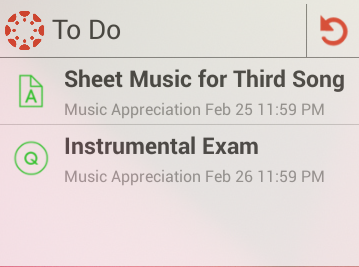 To Do
A
Sheet Music for Third Song
Music Appreciation Feb 25 11:59 PM
Q
Instrumental Exam
Music Appreciation Feb 26 11:59 PM